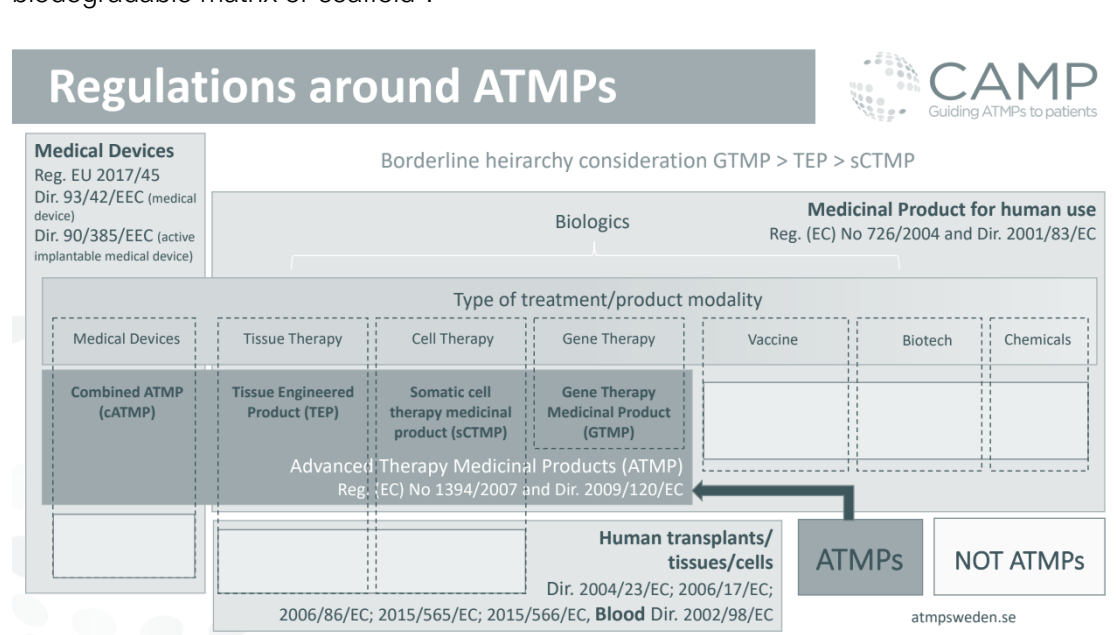 biodegradable matrix or scaffold".
Regulations around ATMPs
CAMP
Guiding ATMPs to patients
Medical Devices
Reg. EU 2017/45
Dir. 93/42/EEC (medical
device)
Dir. 90/385/EEC (active
implantable medical device)
Borderline heirarchy consideration GTMP > TEP > sCTMP
Biologics
Medicinal Product for human use
Reg. (EC) No 726/2004 and Dir. 2001/83/EC
Type of treatment/product modality
Medical Devices
Tissue Therapy
Cell Therapy
Gene Therapy
Vaccine
Biotech
Chemicals
Combined ATMP
(cATMP)
Tissue Engineered
Product (TEP)
Somatic cell
therapy medicinal
product (sCTMP)
Gene Therapy
Medicinal Product
(GTMP)
Advanced Therapy Medicinal Products (ATMP)
Reg. (EC) No 1394/2007 and Dir. 2009/120/EC
Human transplants/
tissues/cells
Dir. 2004/23/EC; 2006/17/EC;
2006/86/EC; 2015/565/EC; 2015/566/EC, Blood Dir. 2002/98/EC
ATMPs
NOT ATMPs
atmpsweden.se